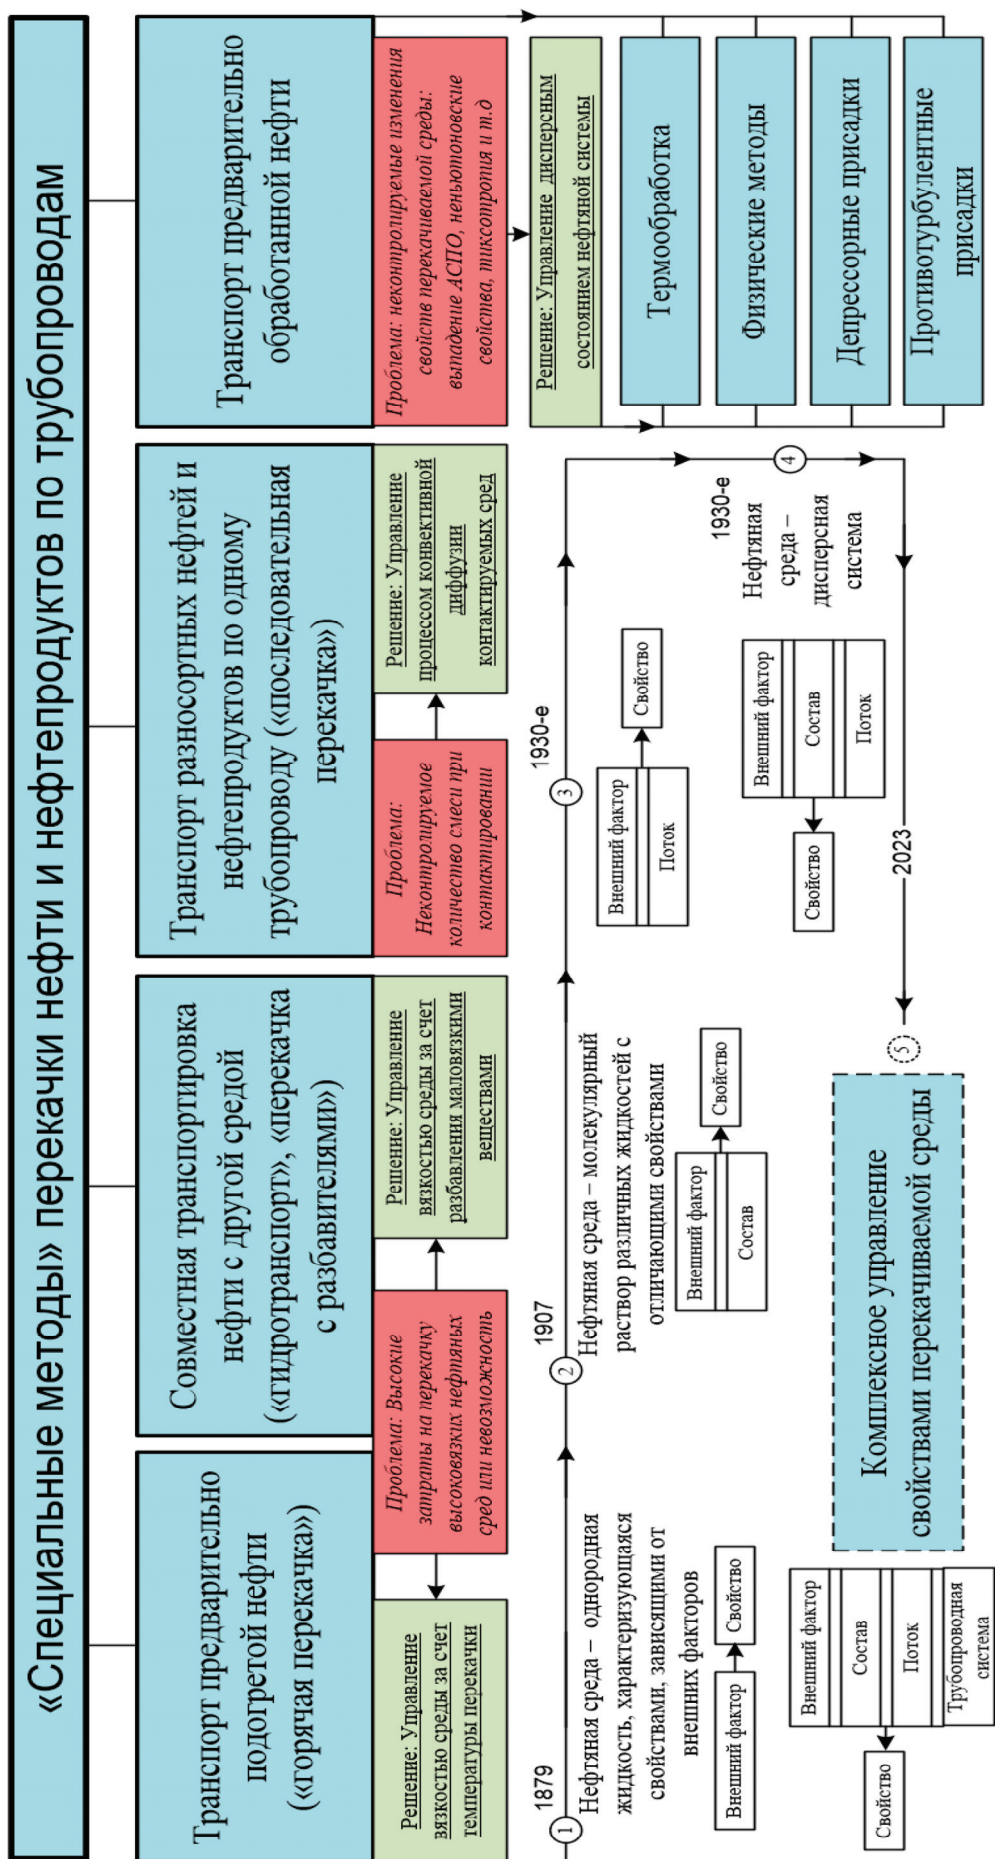 «Специальные методы» перекачки нефти и нефтепродуктов по трубопроводам
Транспорт предварительно
подогретой нефти
(«горячая перекачка»)
Совместная транспортировка
нефти с другой средой
(«гидротранспорт», «перекачка
с разбавителями»)
Транспорт разносортных нефтей и
нефтепродуктов по одному
трубопроводу («последовательная
перекачка»)
Транспорт предварительно
обработанной нефти
Решение: Управление
вязкостью среды за счет
температуры перекачки
Проблема: Высокие
затраты на перекачку
высоковязких нефтяных
сред или невозможность
Решение: Управление
вязкостью среды за счет
разбавления маловязкими
веществами
Проблема:
Неконтролируемое
количество смеси при
контактировании
Решение: Управление
процессом конвективной
диффузии
контактируемых сред
Проблема: неконтролируемые изменения
свойств перекачиваемой среды:
выпадение АСПО, неньютоновские
свойства, тиксотропия и т.д
Решение: Управление дисперсным
состоянием нефтяной системы
Термообработка
Физические методы
Депрессорные присадки
Противотурбулентные
присадки
1879
1
Нефтяная среда – однородная
жидкость, характеризующаяся
свойствами, зависящими от
внешних факторов
Внешний фактор
Свойство
1907
2
Нефтяная среда – молекулярный
раствор различных жидкостей с
отличающими свойствами
Внешний фактор
Состав
Свойство
1930-е
3
Внешний фактор
Поток
Свойство
1930-е
4
Нефтяная
среда –
дисперсная
система
Свойство
Внешний фактор
Состав
Поток
2023
5
Комплексное управление
свойствами перекачиваемой среды
Свойство
Внешний фактор
Состав
Поток
Трубопроводная
система